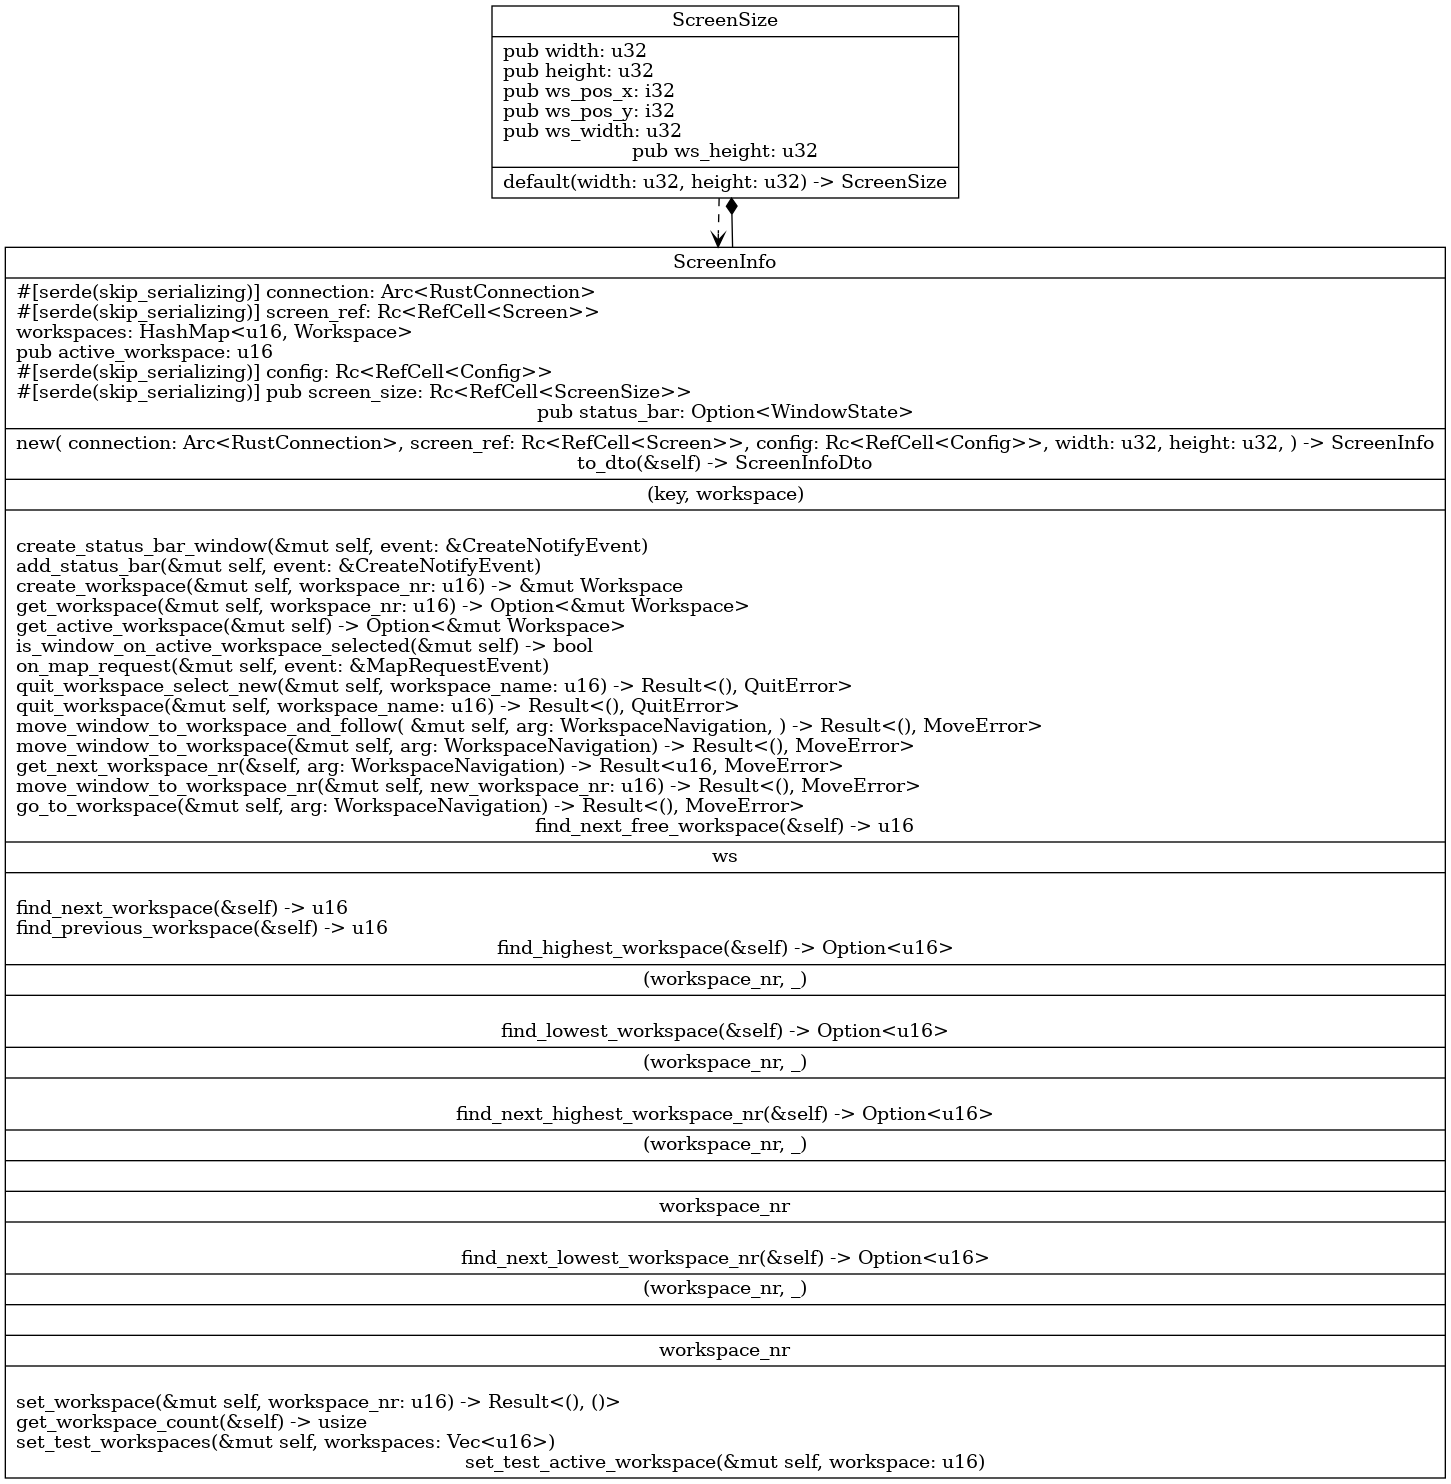 ScreenSize
pub width: u32
pub height: u32
pub ws_pos_x: i32
pub ws_pos_y: i32
pub ws_width: u32
pub ws_height: u32
default(width: u32, height: u32) -> ScreenSize
ScreenInfo
#[serde(skip_serializing)] connection: Arc<RustConnection>
#[serde(skip_serializing)] screen_ref: Rc<RefCell<Screen>>
workspaces: HashMap<u16, Workspace>
pub active_workspace: u16
#[serde(skip_serializing)] config: Rc<RefCell<Config>>
#[serde(skip_serializing)] pub screen_size: Rc<RefCell<ScreenSize>>
pub status_bar: Option<WindowState>
new( connection: Arc<RustConnection>, screen_ref: Rc<RefCell<Screen>>, config: Rc<RefCell<Config>>, width: u32, height: u32, ) -> ScreenInfo
to_dto(&self) -> ScreenInfoDto
(key, workspace)
create_status_bar_window(&mut self, event: &CreateNotifyEvent)
add_status_bar(&mut self, event: &CreateNotifyEvent)
create_workspace(&mut self, workspace_nr: u16) -> &mut Workspace
get_workspace(&mut self, workspace_nr: u16) -> Option<&mut Workspace>
get_active_workspace(&mut self) -> Option<&mut Workspace>
is_window_on_active_workspace_selected(&mut self) -> bool
on_map_request(&mut self, event: &MapRequestEvent)
quit_workspace_select_new(&mut self, workspace_name: u16) -> Result<(), QuitError>
quit_workspace(&mut self, workspace_name: u16) -> Result<(), QuitError>
move_window_to_workspace_and_follow( &mut self, arg: WorkspaceNavigation, ) -> Result<(), MoveError>
move_window_to_workspace(&mut self, arg: WorkspaceNavigation) -> Result<(), MoveError>
get_next_workspace_nr(&self, arg: WorkspaceNavigation) -> Result<u16, MoveError>
move_window_to_workspace_nr(&mut self, new_workspace_nr: u16) -> Result<(), MoveError>
go_to_workspace(&mut self, arg: WorkspaceNavigation) -> Result<(), MoveError>
find_next_free_workspace(&self) -> u16
ws
find_next_workspace(&self) -> u16
find_previous_workspace(&self) -> u16
find_highest_workspace(&self) -> Option<u16>
(workspace_nr, _)
find_lowest_workspace(&self) -> Option<u16>
(workspace_nr, _)
find_next_highest_workspace_nr(&self) -> Option<u16>
(workspace_nr, _)
workspace_nr
find_next_lowest_workspace_nr(&self) -> Option<u16>
(workspace_nr, _)
workspace_nr
set_workspace(&mut self, workspace_nr: u16) -> Result<(), ()>
get_workspace_count(&self) -> usize
set_test_workspaces(&mut self, workspaces: Vec<u16>)
set_test_active_workspace(&mut self, workspace: u16)